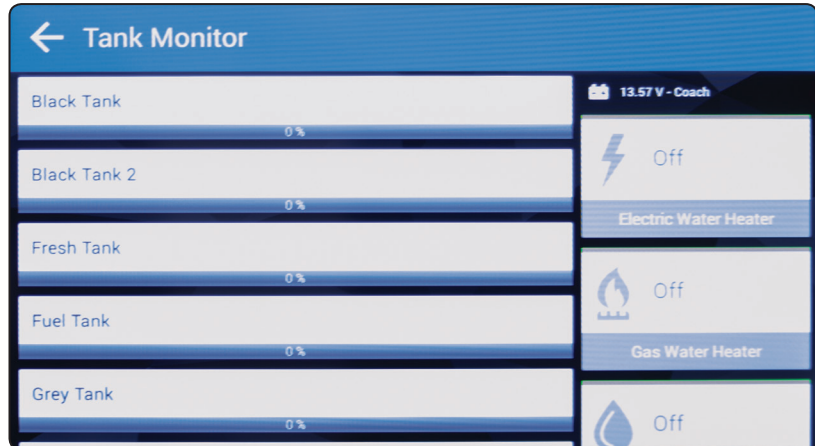 Tank Monitor
Black Tank
0%
Black Tank 2
0%
Fresh Tank
0%
Fuel Tank
0%
Grey Tank
0%
13.57 V - Coach
Off
Electric Water Heater
Off
Gas Water Heater
Off